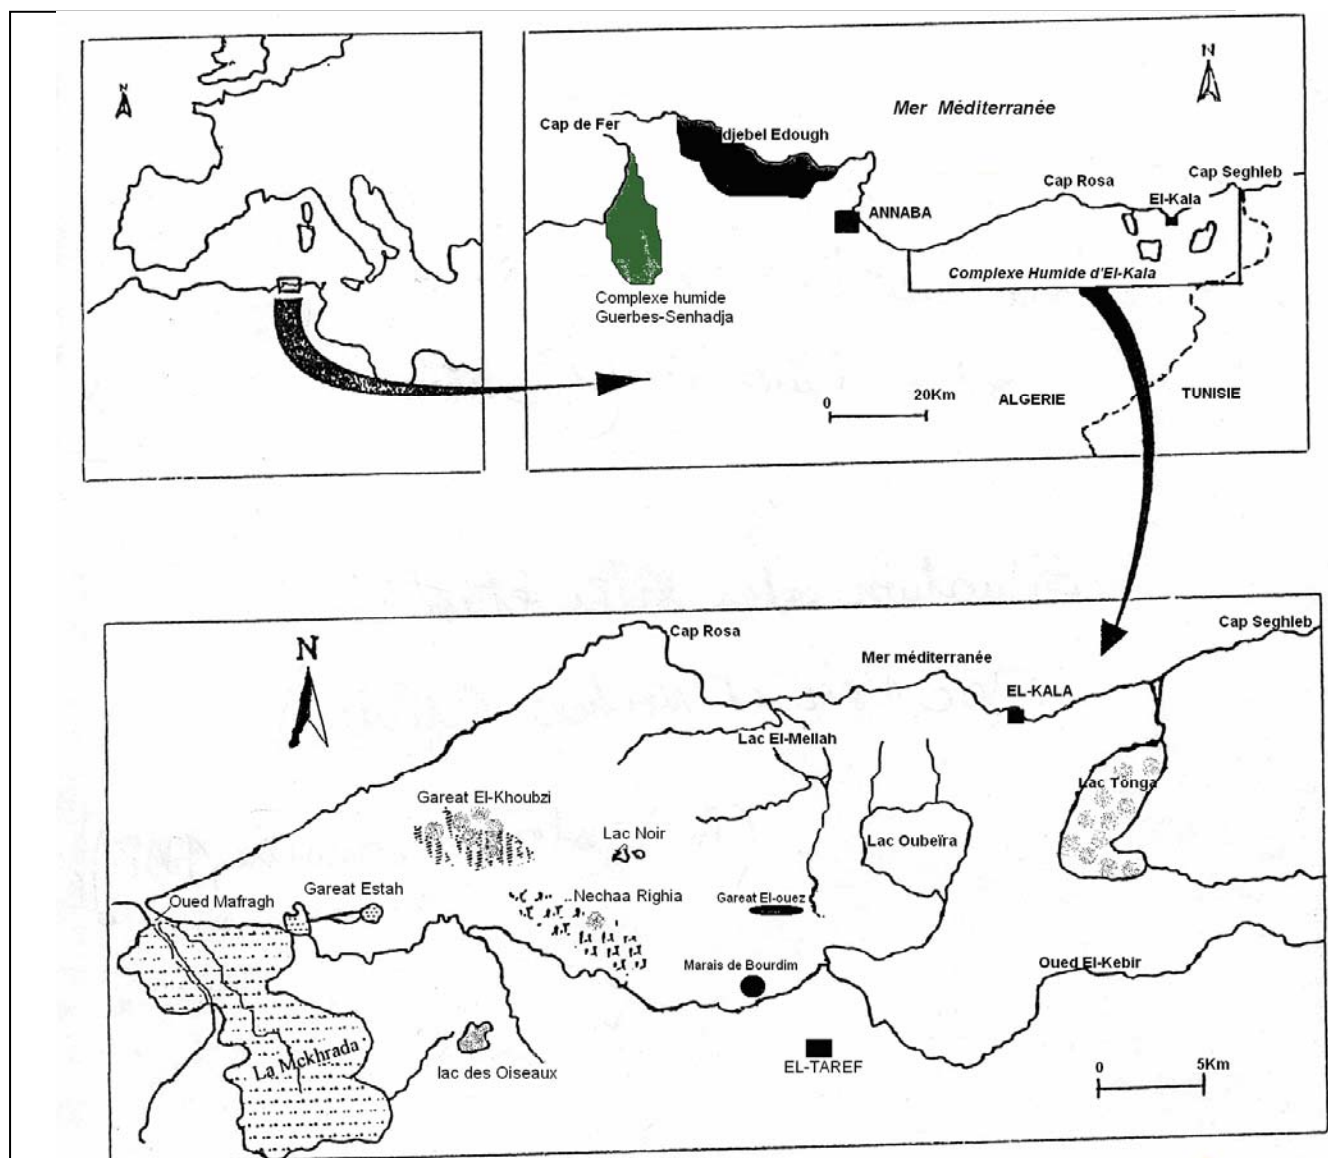 N
N
Mer Méditerranée
Cap de Fer
djebel Edough
Cap Seghleb
Cap Rosa
El-Kala
ANNABA
Complexe Humide d'El-Kala
Complexe humide
Guerbes-Senhadja
0
20Km
ALGERIE
TUNISIE
Cap Seghleb
Cap Rosa
N
Mer méditerranée
EL-KALA
Lac El-Mellah
Lac Tonga
Gareat El-Khoubzi
Lac Noir
Lac Oubeïra
Gareat Estah
Nechaa Righia
Gareat El-ouez
Oued Mafragh
Marais de Bourdim
Oued El-Kebir
La Mckhrada
lac des Oiseaux
EL-TAREF
0
5Km